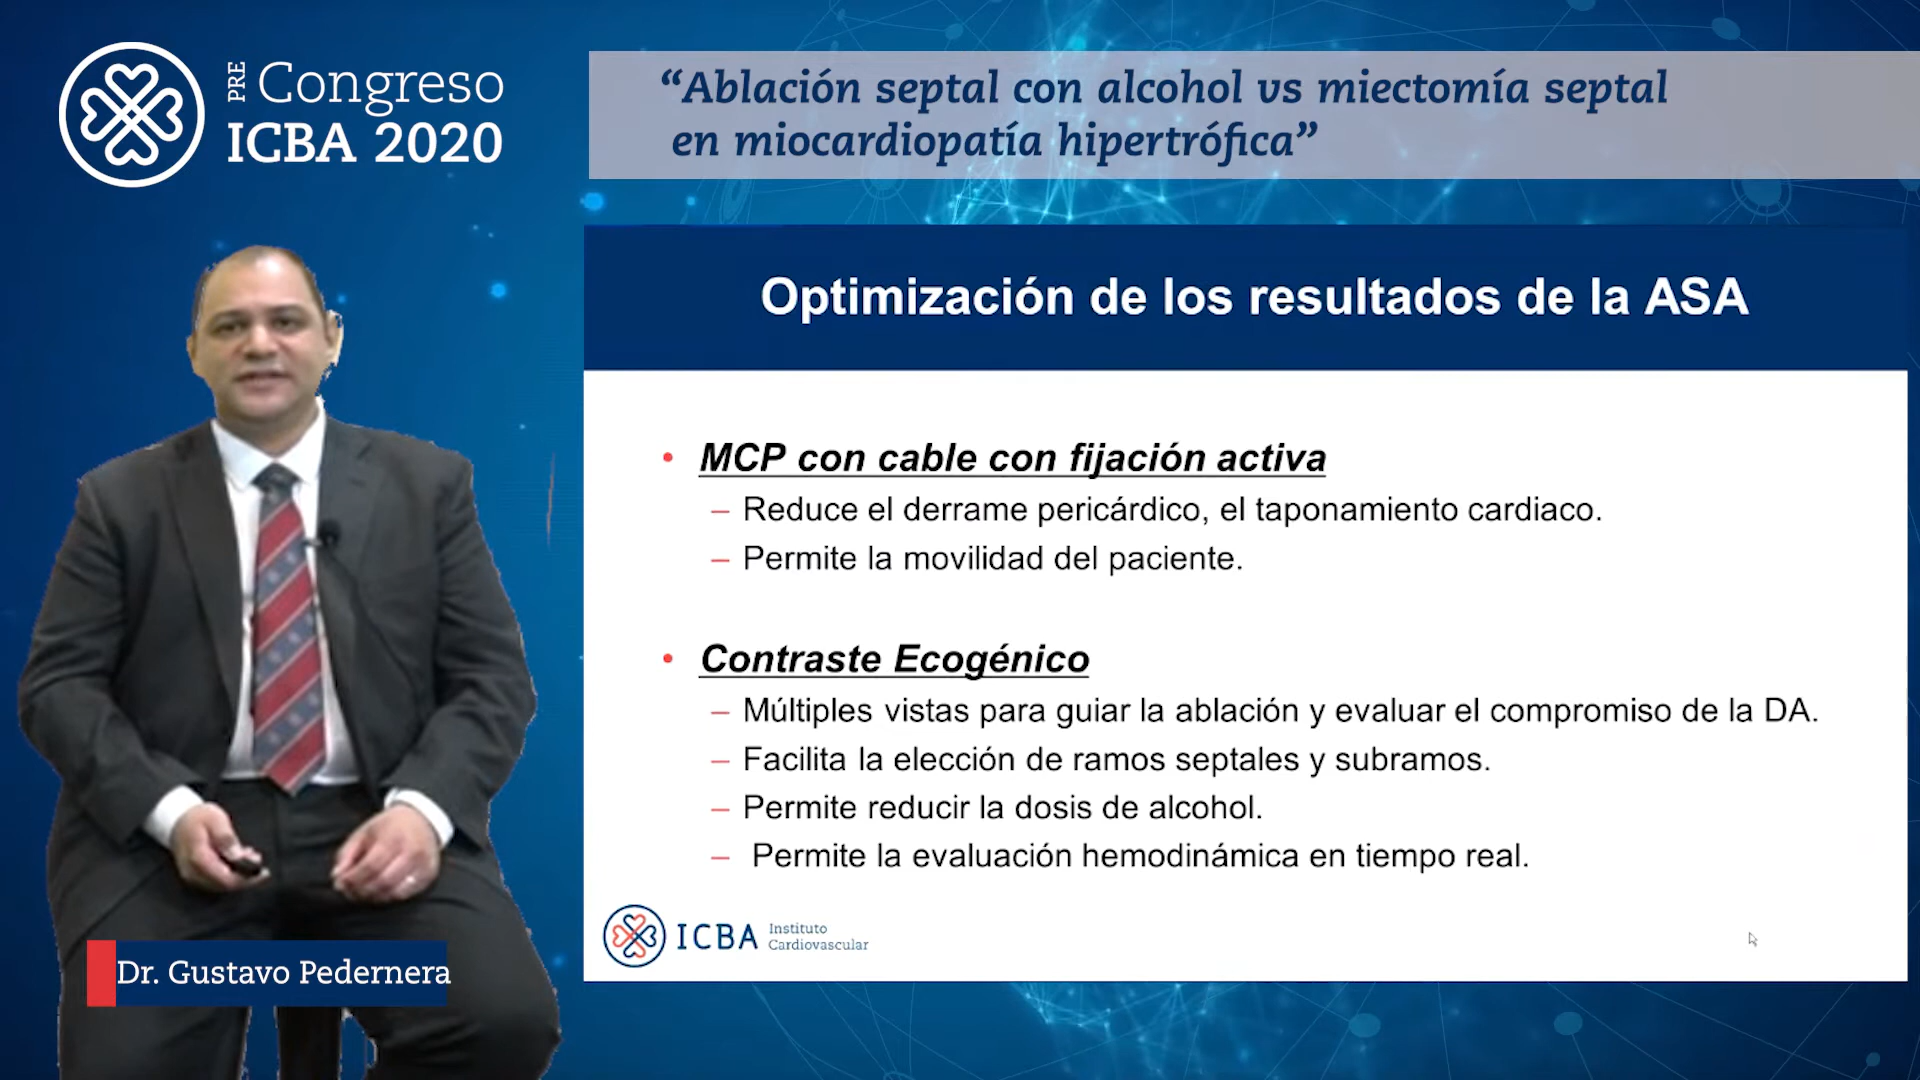 PRE Congreso
ICBA 2020
“Ablación septal con alcohol vs miectomía septal
en miocardiopatía hipertrófica”
Optimización de los resultados de la ASA
• MCP con cable con fijación activa
– Reduce el derrame pericárdico, el taponamiento cardiaco.
– Permite la movilidad del paciente.
• Contraste Ecogénico
– Múltiples vistas para guiar la ablación y evaluar el compromiso de la DA.
– Facilita la elección de ramos septales y subramos.
– Permite reducir la dosis de alcohol.
– Permite la evaluación hemodinámica en tiempo real.
ICBA Instituto
Cardiovascular
Dr. Gustavo Pedernera